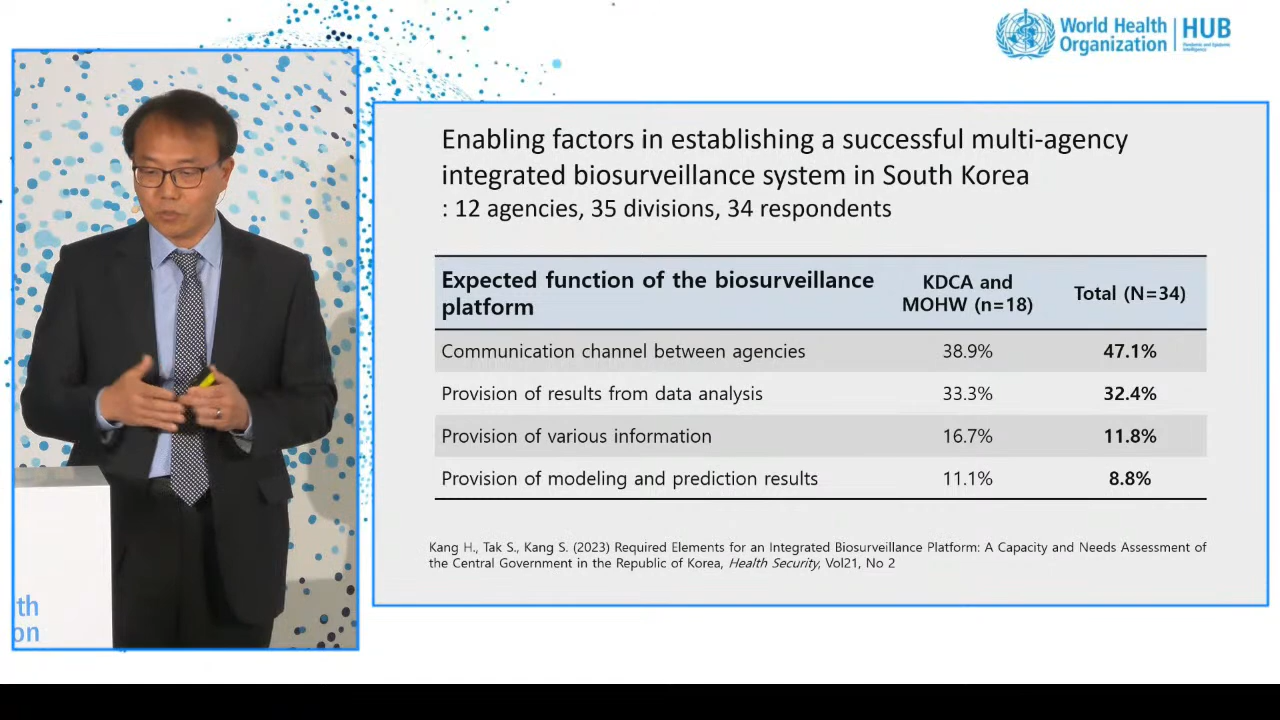 World Health
Organization
HUB
Pandemic and Epidemic
Intelligence
Enabling factors in establishing a successful multi-agency
integrated biosurveillance system in South Korea
: 12 agencies, 35 divisions, 34 respondents
Expected function of the biosurveillance
platform
KDCA and
MOHW (n=18)
Total (N=34)
Communication channel between agencies 38.9% 47.1%
Provision of results from data analysis 33.3% 32.4%
Provision of various information 16.7% 11.8%
Provision of modeling and prediction results 11.1% 8.8%
Kang H., Tak S., Kang S. (2023) Required Elements for an Integrated Biosurveillance Platform: A Capacity and Needs Assessment of
the Central Government in the Republic of Korea, Health Security, Vol21, No 2
th
on